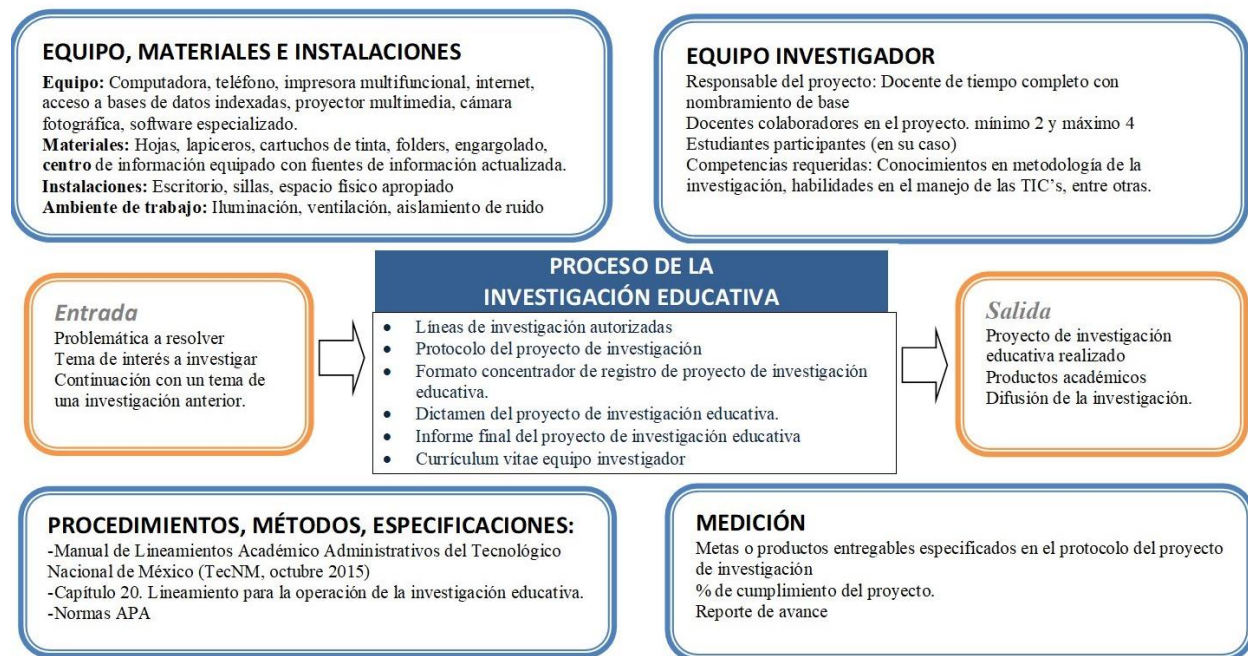 EQUIPO, MATERIALES E INSTALACIONES
Equipo: Computadora, teléfono, impresora multifuncional, internet,
acceso a bases de datos indexadas, proyector multimedia, cámara
fotográfica, software especializado.
Materiales: Hojas, lapiceros, cartuchos de tinta, folders, engargolado,
centro de información equipado con fuentes de información actualizada.
Instalaciones: Escritorio, sillas, espacio físico apropiado
Ambiente de trabajo: Iluminación, ventilación, aislamiento de ruido
EQUIPO INVESTIGADOR
Responsable del proyecto: Docente de tiempo completo con
nombramiento de base
Docentes colaboradores en el proyecto. mínimo 2 y máximo 4
Estudiantes participantes (en su caso)
Competencias requeridas: Conocimientos en metodología de la
investigación, habilidades en el manejo de las TIC's, entre otras.
Entrada
Problemática a resolver
Tema de interés a investigar
Continuación con un tema de
una investigación anterior.
PROCESO DE LA
INVESTIGACIÓN EDUCATIVA
• Líneas de investigación autorizadas
• Protocolo del proyecto de investigación
• Formato concentrador de registro de proyecto de investigación
educativa.
• Dictamen del proyecto de investigación educativa.
• Informe final del proyecto de investigación educativa
• Currículum vitae equipo investigador
Salida
Proyecto de investigación
educativa realizado
Productos académicos
Difusión de la investigación.
PROCEDIMIENTOS, MÉTODOS, ESPECIFICACIONES:
-Manual de Lineamientos Académico Administrativos del Tecnológico
Nacional de México (TecNM, octubre 2015)
-Capítulo 20. Lineamiento para la operación de la investigación educativa.
-Normas APA
MEDICIÓN
Metas o productos entregables especificados en el protocolo del proyecto
de investigación
% de cumplimiento del proyecto.
Reporte de avance